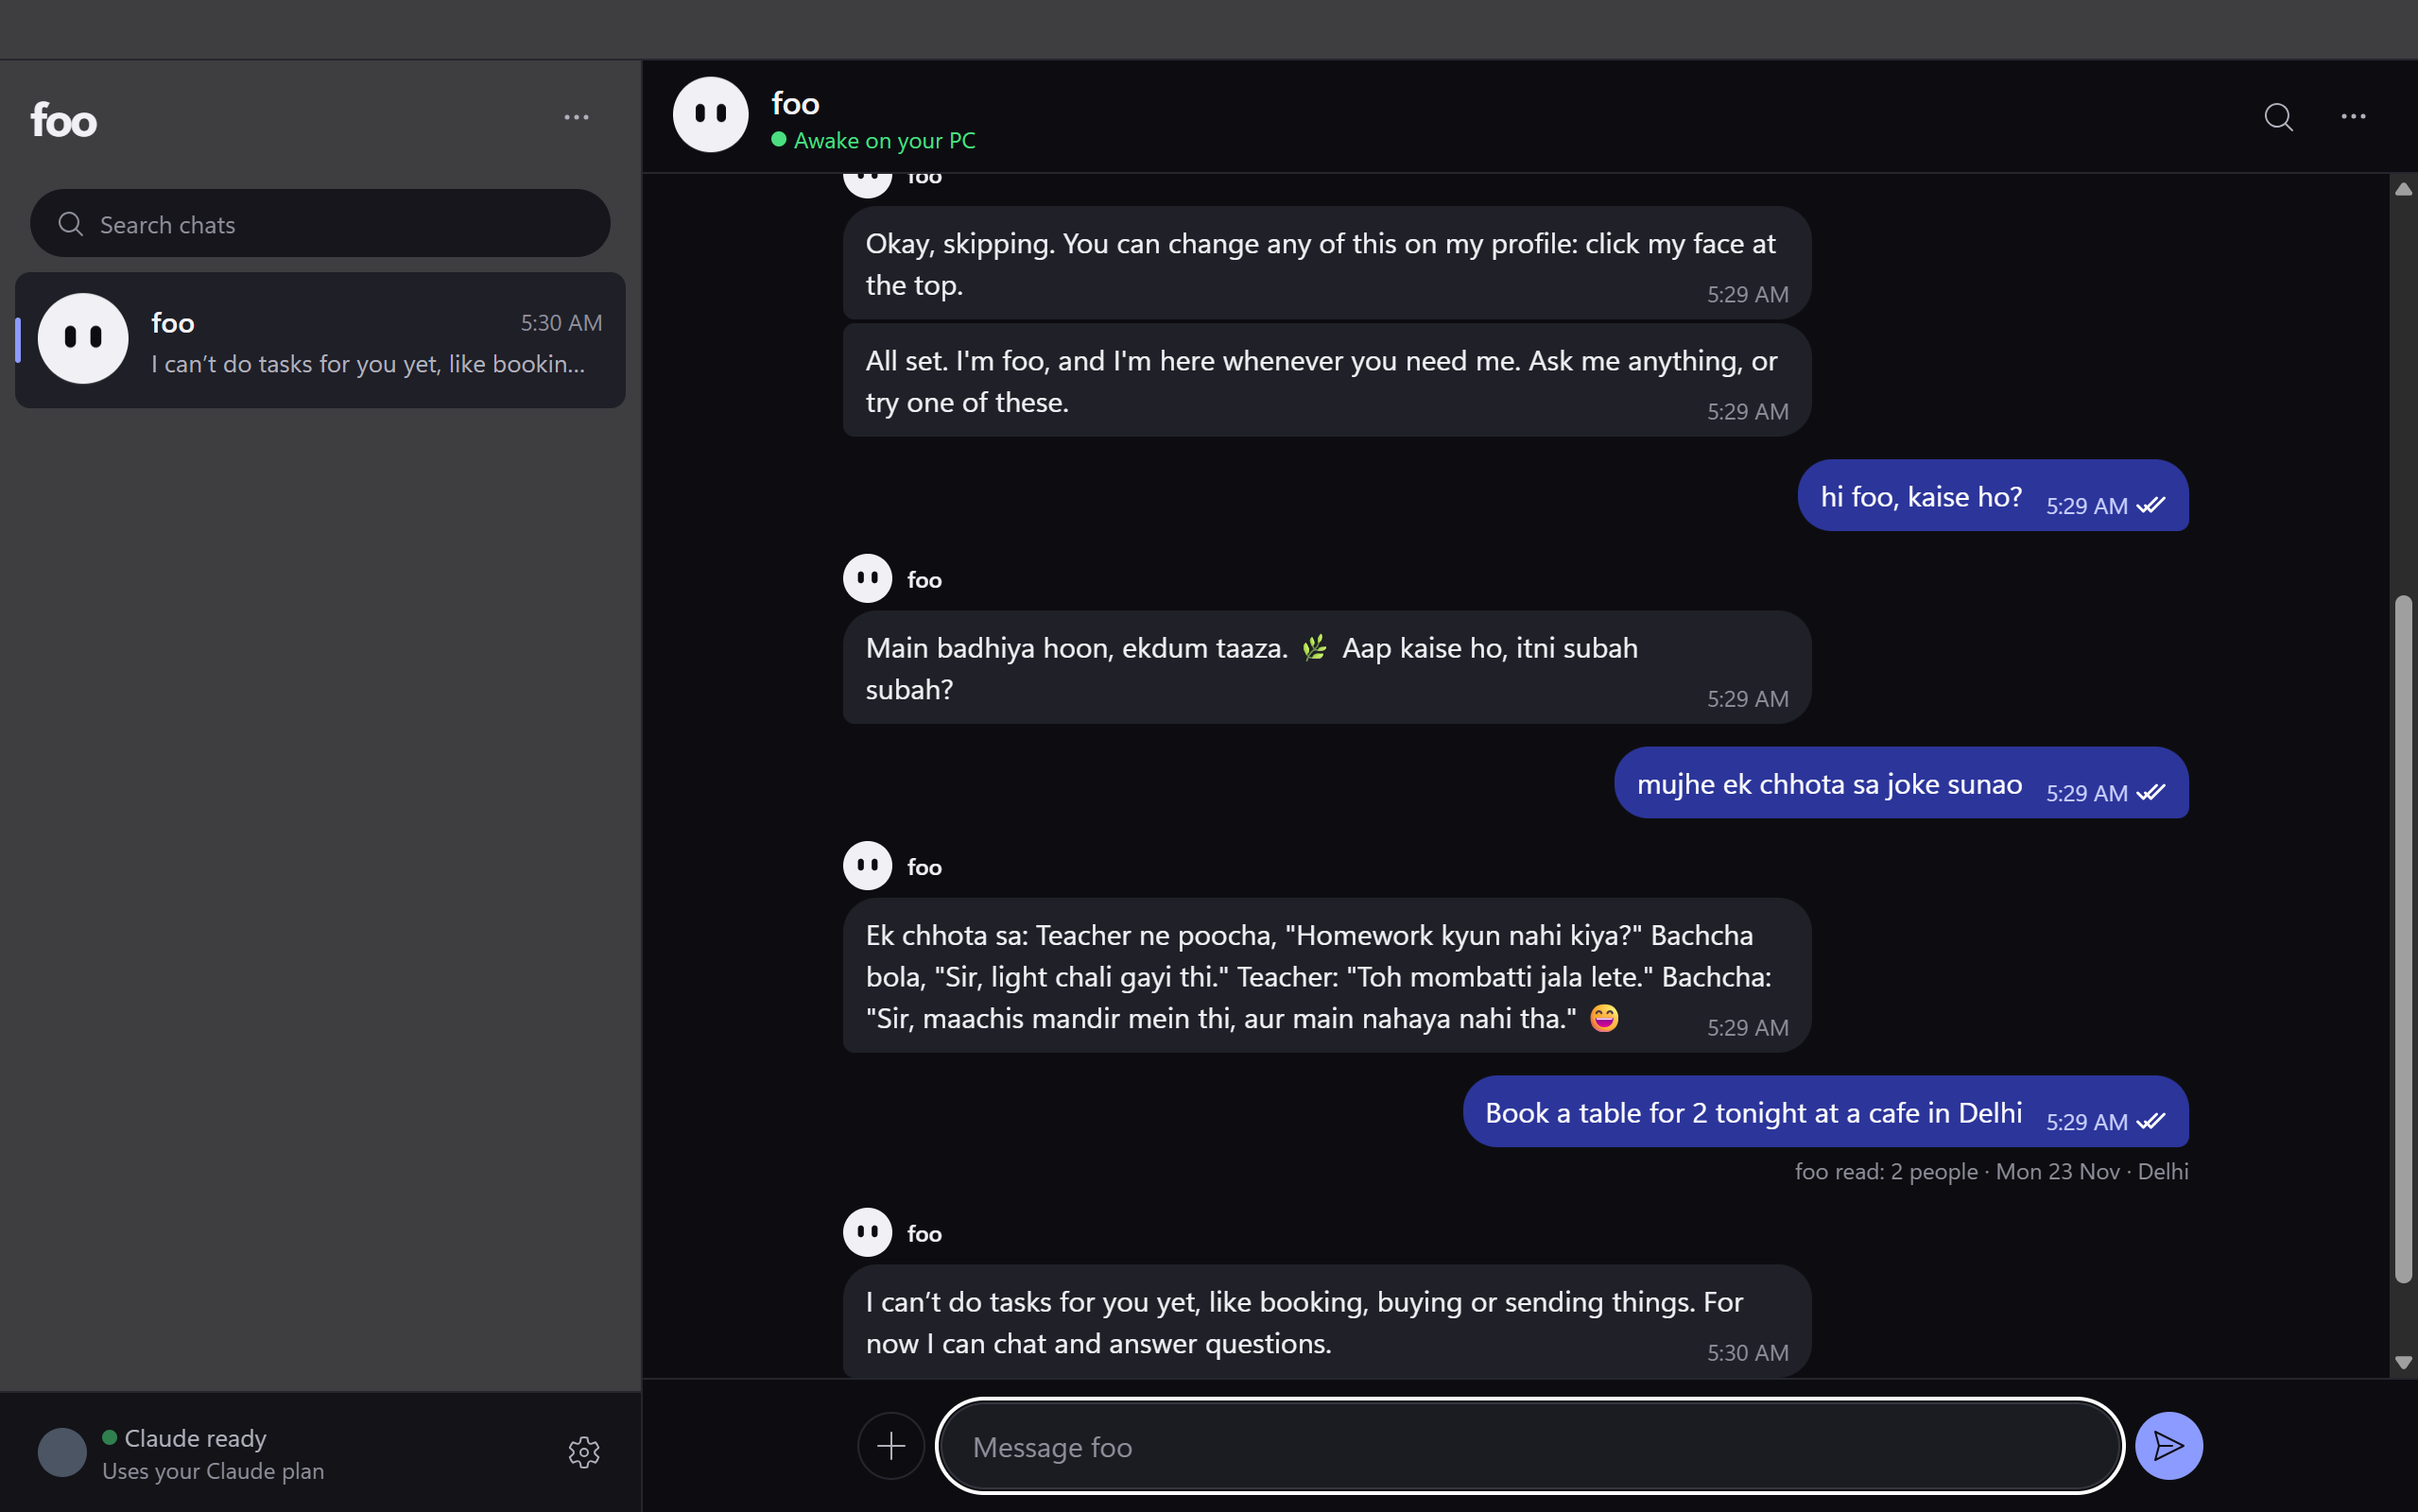 foo
Search chats
foo
5:30 AM
I can’t do tasks for you yet, like bookin...
Claude ready
Uses your Claude plan
foo
Awake on your PC
foo
Okay, skipping. You can change any of this on my profile: click my face at
the top.
5:29 AM
All set. I'm foo, and I'm here whenever you need me. Ask me anything, or
try one of these.
5:29 AM
hi foo, kaise ho? 5:29 AM
foo
Main badhiya hoon, ekdum taaza. 🌿 Aap kaise ho, itni subah
subah?
5:29 AM
mujhe ek chhota sa joke sunao 5:29 AM
foo
Ek chhota sa: Teacher ne poocha, "Homework kyun nahi kiya?" Bachcha
bola, "Sir, light chali gayi thi." Teacher: "Toh mombatti jala lete." Bachcha:
"Sir, maachis mandir mein thi, aur main nahaya nahi tha." 😄
5:29 AM
Book a table for 2 tonight at a cafe in Delhi 5:29 AM
foo read: 2 people · Mon 23 Nov · Delhi
foo
I can’t do tasks for you yet, like booking, buying or sending things. For
now I can chat and answer questions.
5:30 AM
Message foo